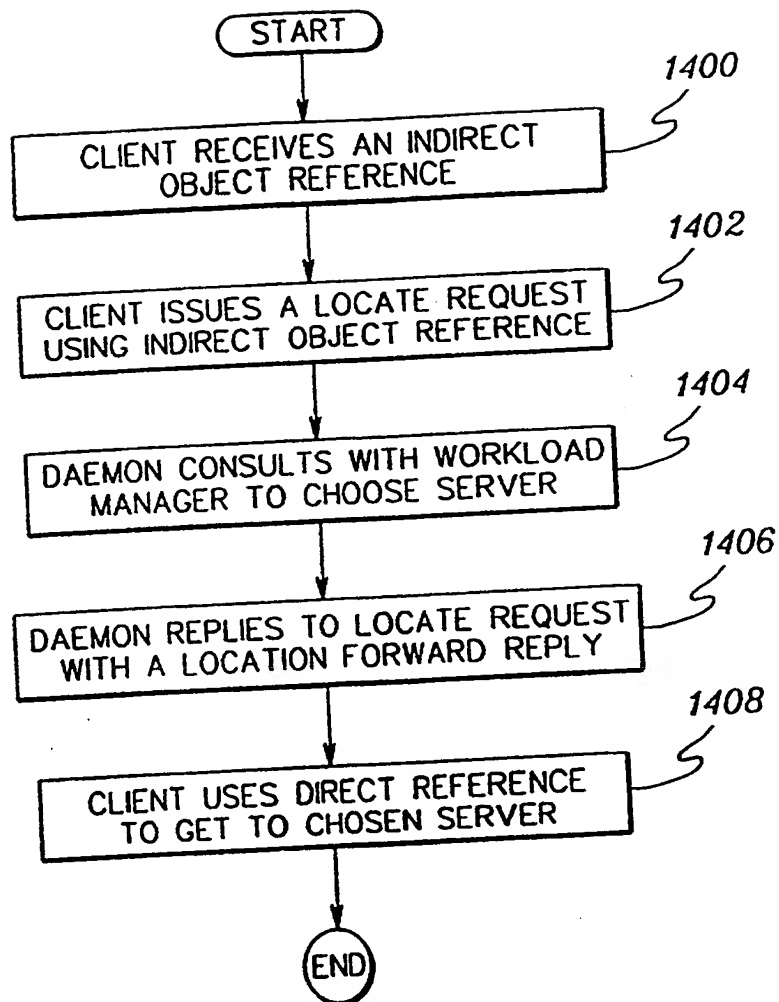 START
1400
CLIENT RECEIVES AN INDIRECT
OBJECT REFERENCE
1402
CLIENT ISSUES A LOCATE REQUEST
USING INDIRECT OBJECT REFERENCE
1404
DAEMON CONSULTS WITH WORKLOAD
MANAGER TO CHOOSE SERVER
1406
DAEMON REPLIES TO LOCATE REQUEST
WITH A LOCATION FORWARD REPLY
1408
CLIENT USES DIRECT REFERENCE
TO GET TO CHOSEN SERVER
END